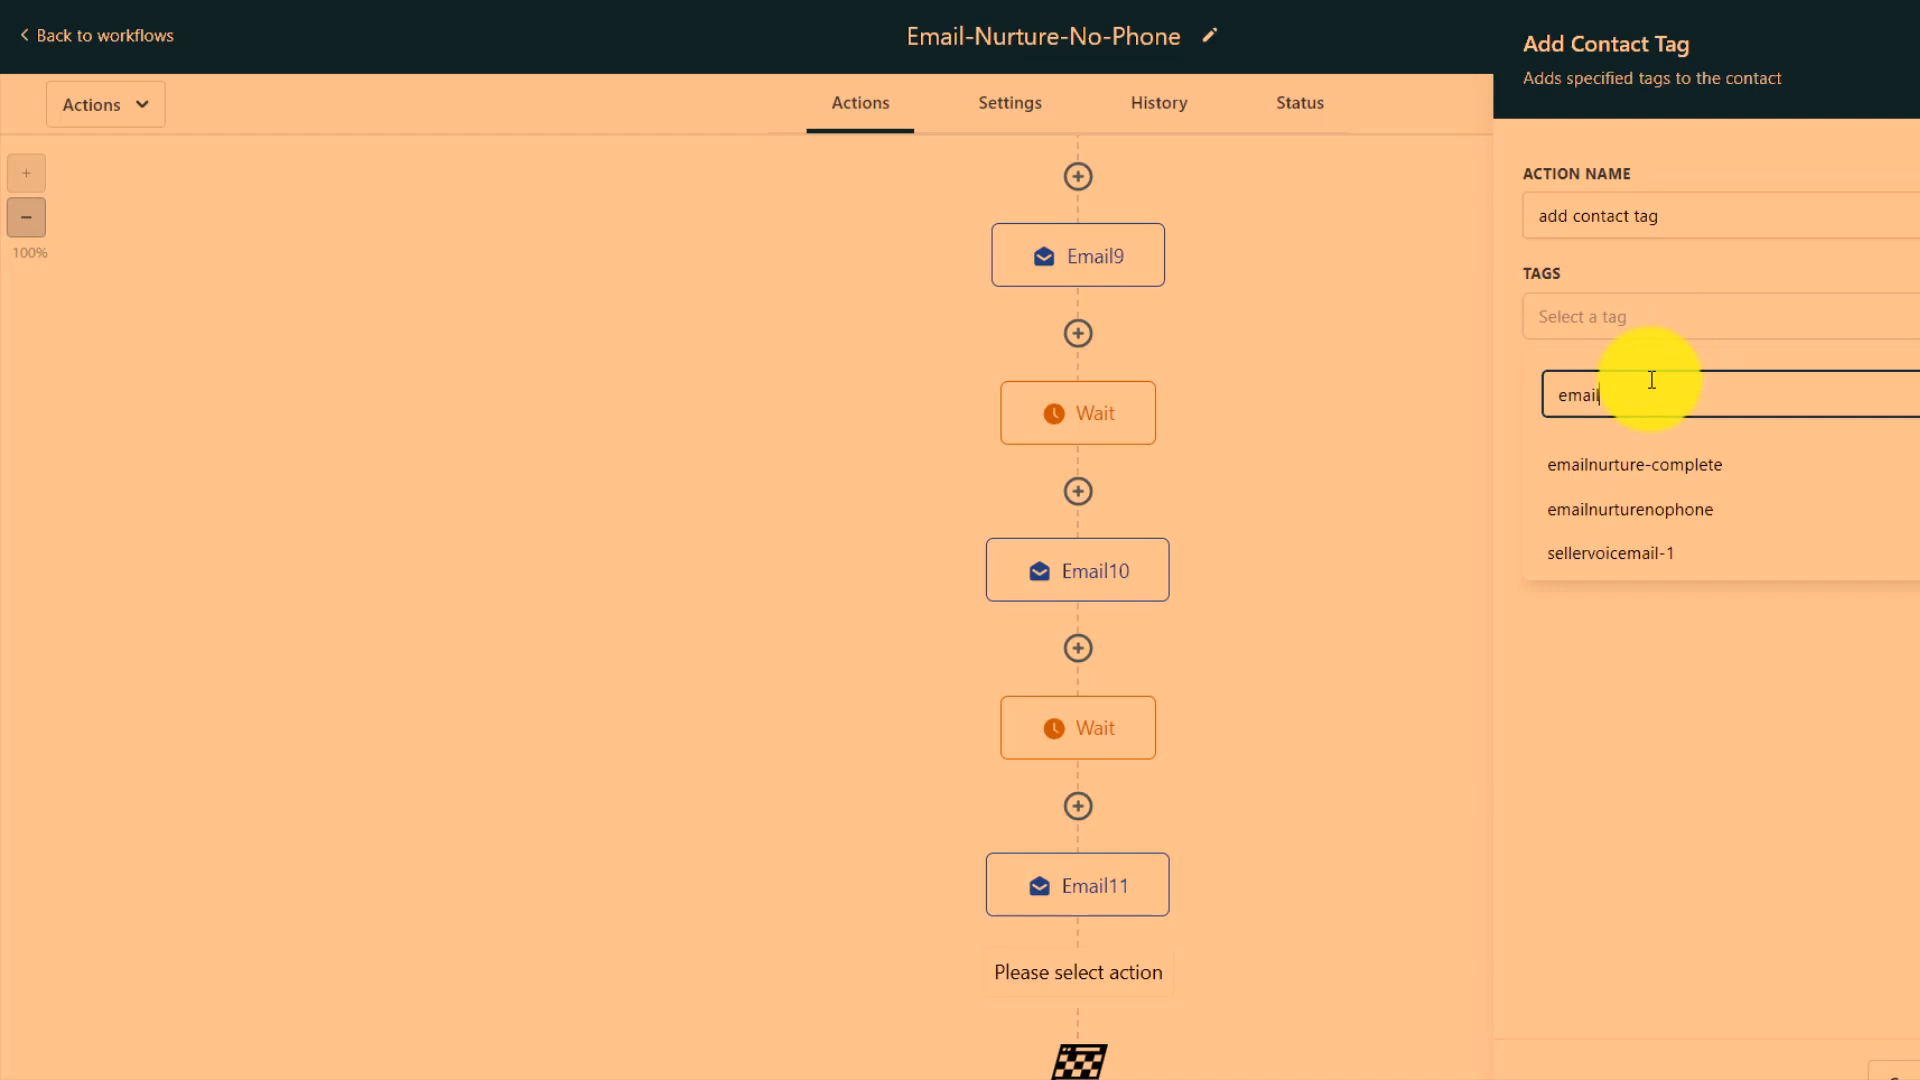 Back to workflows
Email-Nurture-No-Phone
Add Contact Tag
Adds specified tags to the contact
Actions
Actions
Settings
History
Status
100%
ACTION NAME
add contact tag
TAGS
Select a tag
email
emailnurture-complete
emailnurturenophone
sellervoicemail-1
Email9
Wait
Email10
Wait
Email11
Please select action